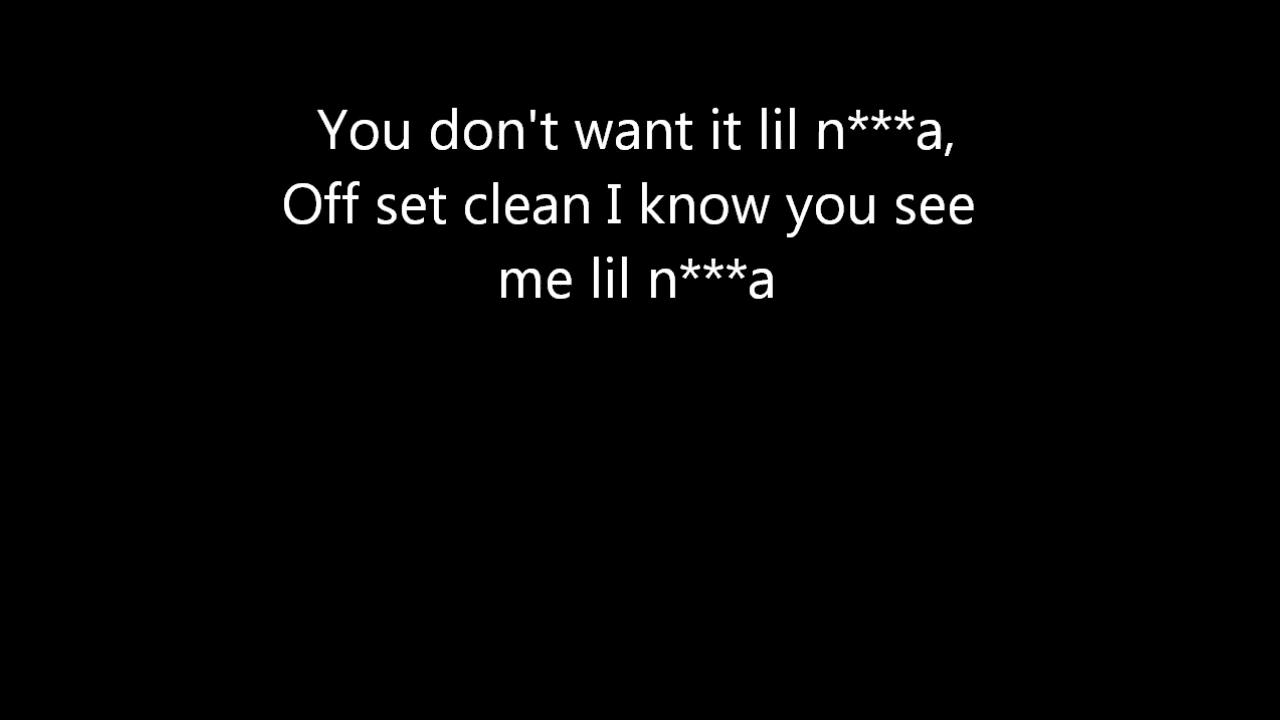 You don't want it lil n***a,
Off set clean I know you see
me lil n***a